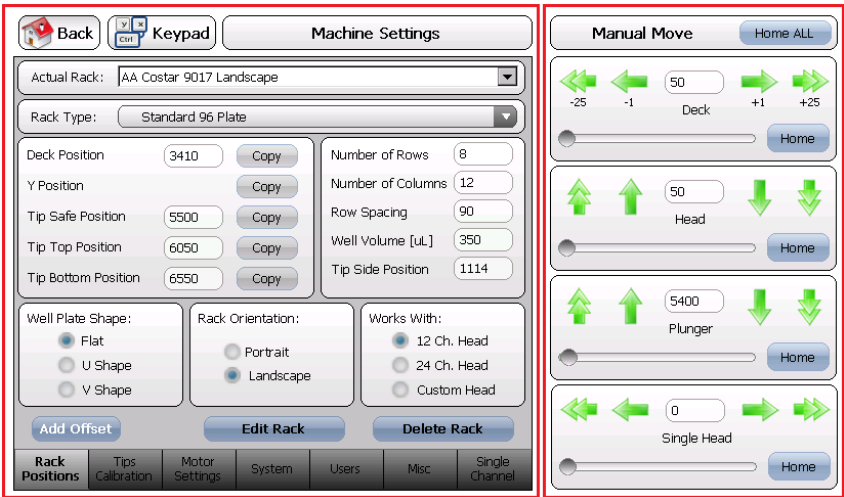 Back
Y X
Ctrl
Keypad
Machine Settings
Actual Rack: AA Costar 9017 Landscape
Rack Type: Standard 96 Plate
Deck Position 3410 Copy
Y Position Copy
Tip Safe Position 5500 Copy
Tip Top Position 6050 Copy
Tip Bottom Position 6550 Copy
Number of Rows 8
Number of Columns 12
Row Spacing 90
Well Volume [uL] 350
Tip Side Position 1114
Well Plate Shape:
Flat
U Shape
V Shape
Rack Orientation:
Portrait
Landscape
Works With:
12 Ch. Head
24 Ch. Head
Custom Head
Add Offset
Edit Rack
Delete Rack
Rack
Positions
Tips
Calibration
Motor
Settings
System
Users
Misc
Single
Channel
Manual Move
Home ALL
50
-25 -1 Deck +1 +25
Home
50
Head
Home
5400
Plunger
Home
0
Single Head
Home